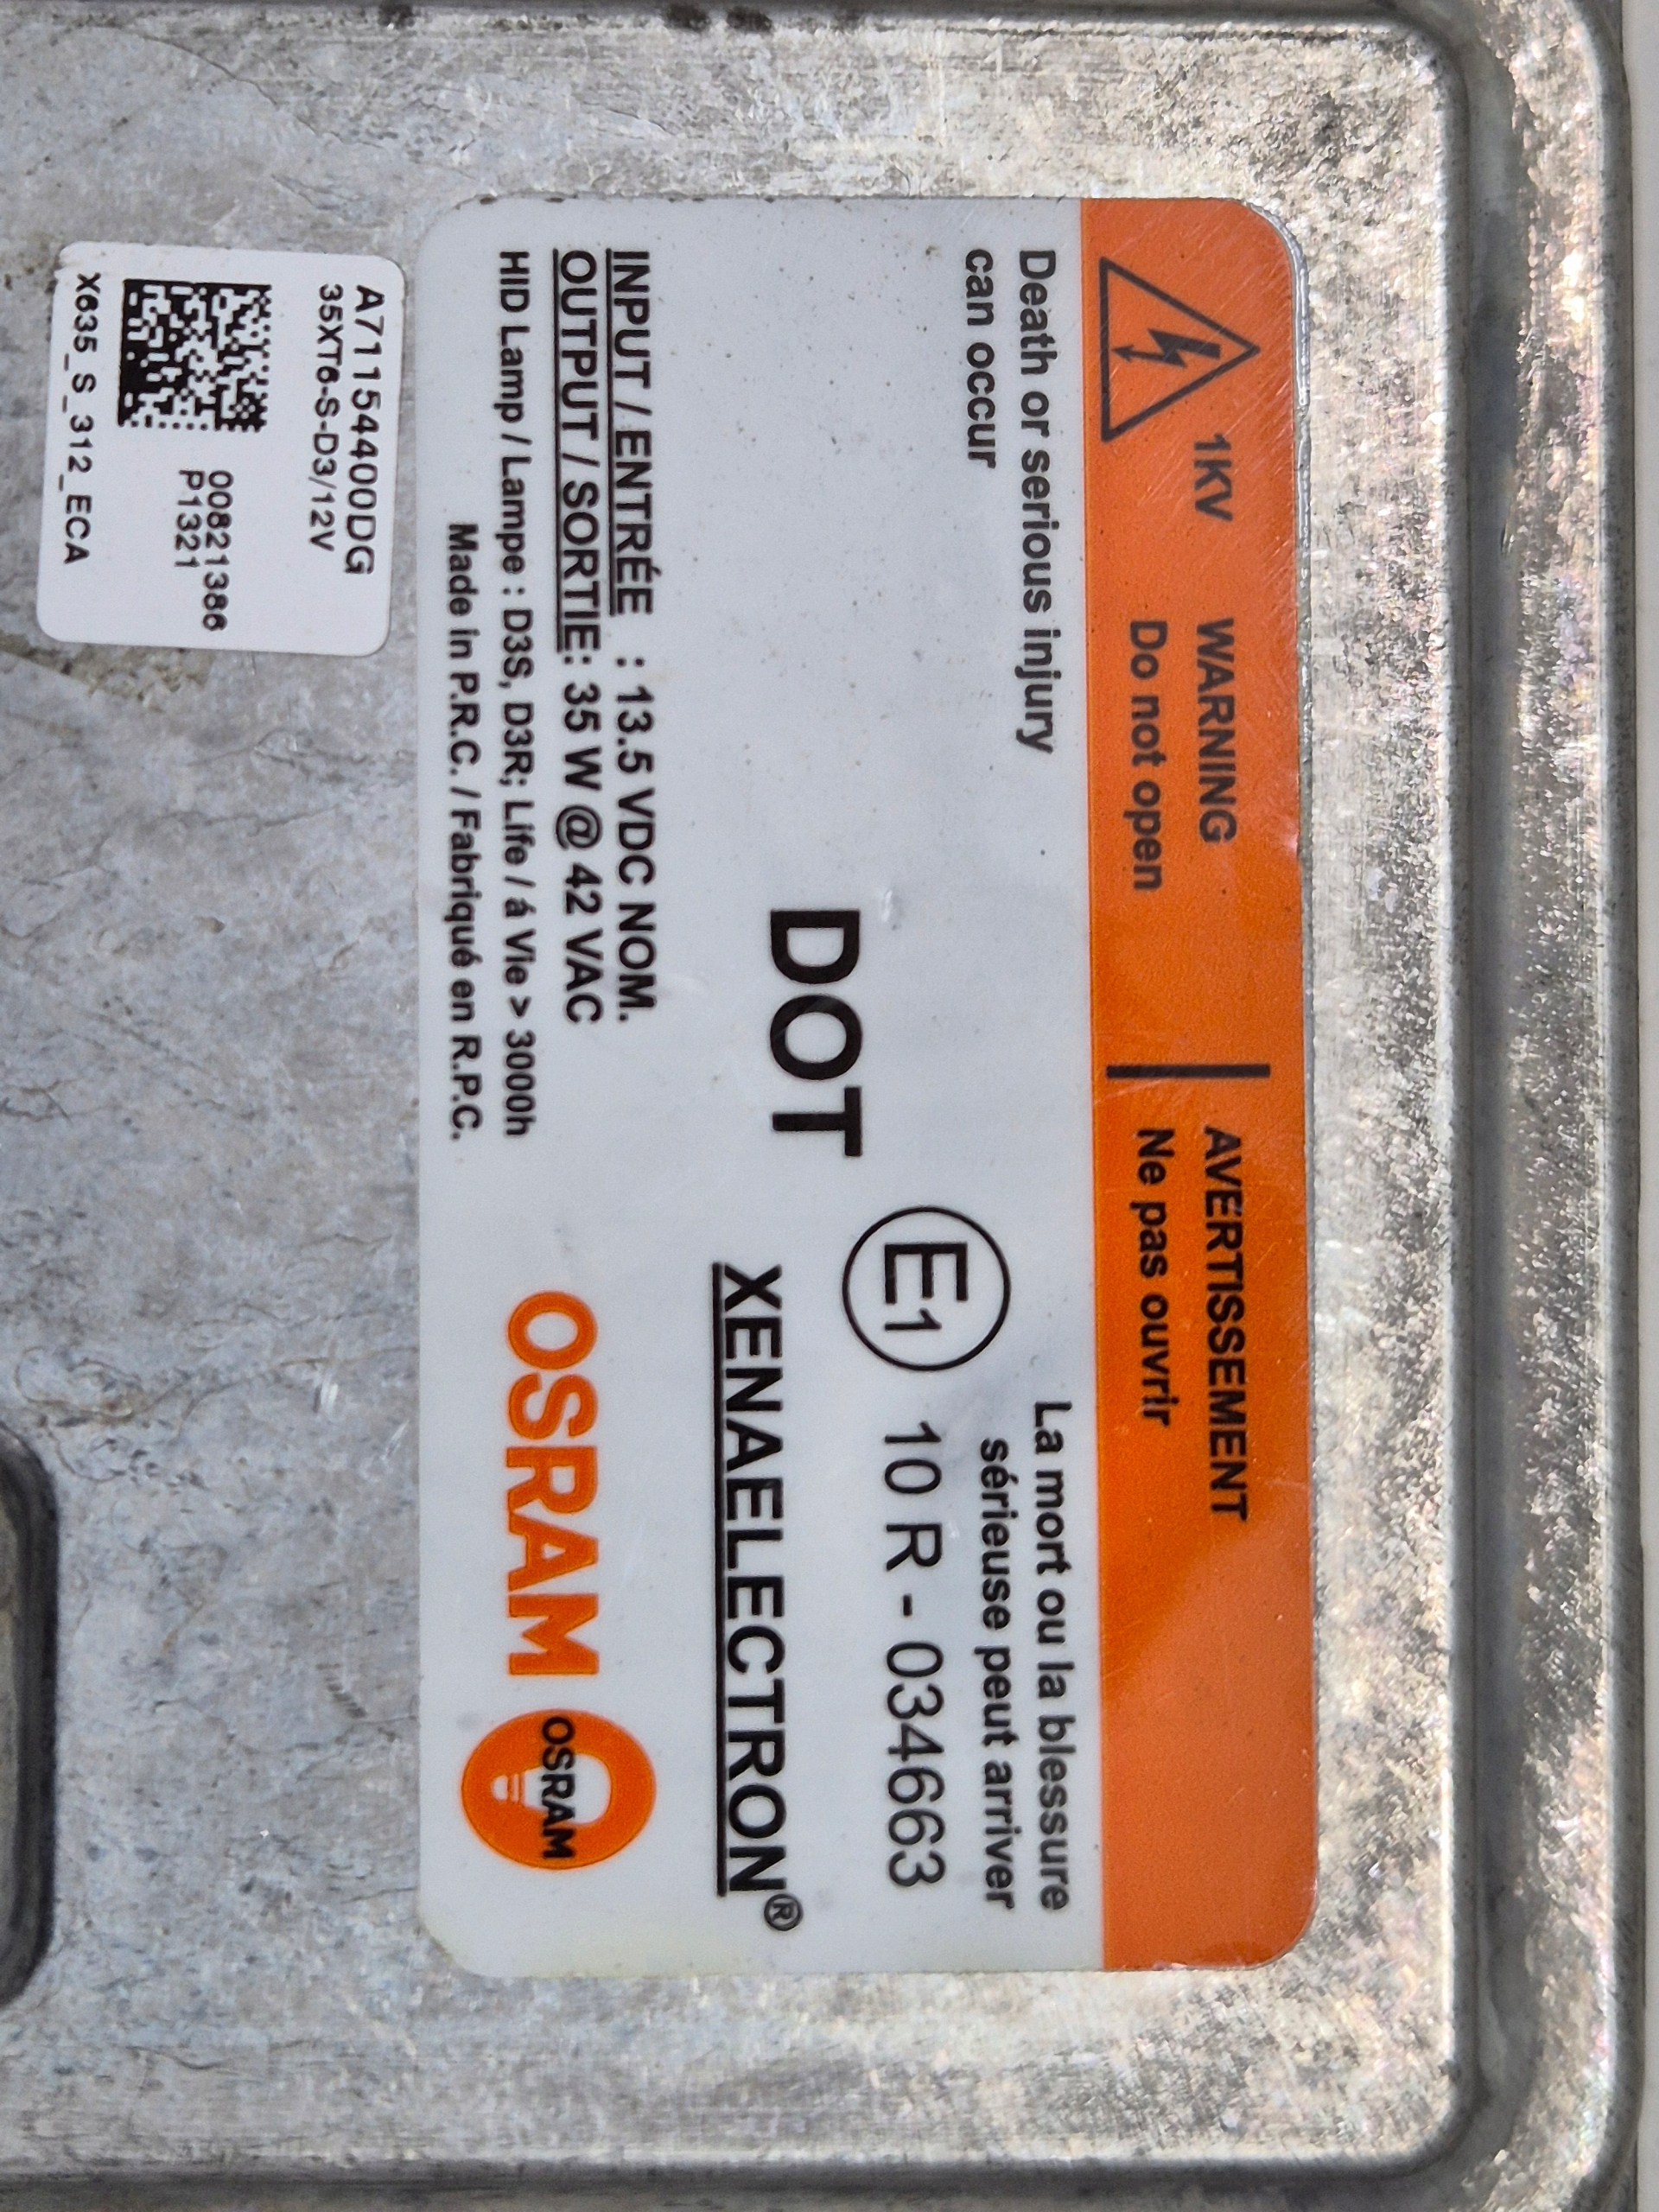 1KV
WARNING
Do not open
AVERTISSEMENT
Ne pas ouvrir
Death or serious injury
can occur
La mort ou la blessure
sérieuse peut arriver
E1 10 R - 034663
DOT
XENAELECTRON®
INPUT / ENTRÉE : 13.5 VDC NOM.
OUTPUT / SORTIE: 35 W @ 42 VAC
HID Lamp / Lampe : D3S, D3R; Life / á Vie > 3000h
Made in P.R.C. / Fabriqué en R.P.C.
OSRAM
OSRAM
A71154400DG
35XT6-S-D3/12V
008213866
P1321
X635_S_312_ECA